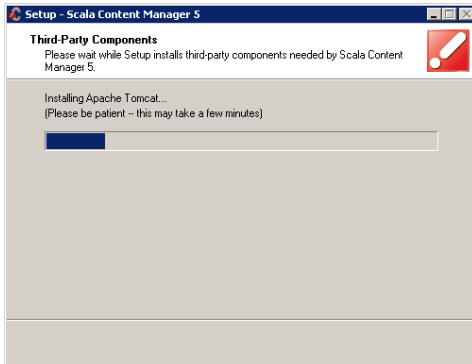 Setup - Scala Content Manager 5
Third-Party Components
Please wait while Setup installs third-party components needed by Scala Content
Manager 5.
Installing Apache Tomcat...
(Please be patient -- this may take a few minutes)